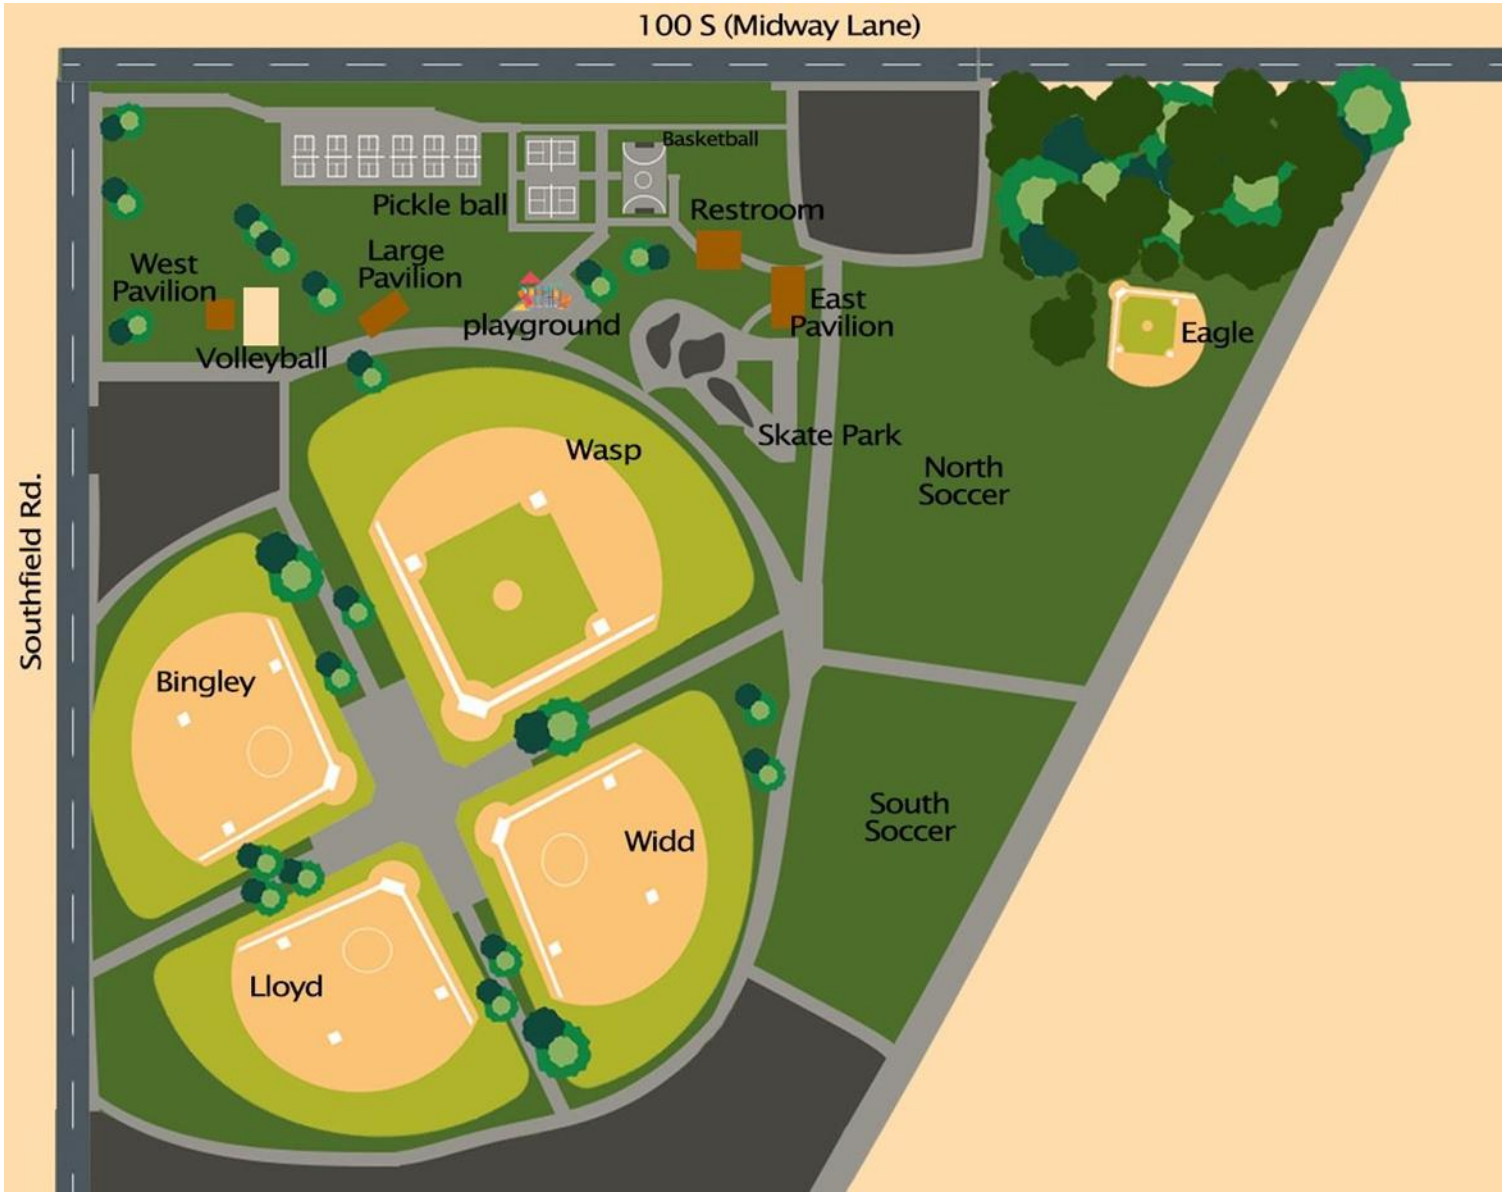 100 S (Midway Lane)
Basketball
Pickle ball
Restroom
West
Pavilion
Large
Pavilion
East
Pavilion
playground
Volleyball
Eagle
Skate Park
Wasp
North
Soccer
Southfield Rd.
Bingley
South
Soccer
Widd
Lloyd